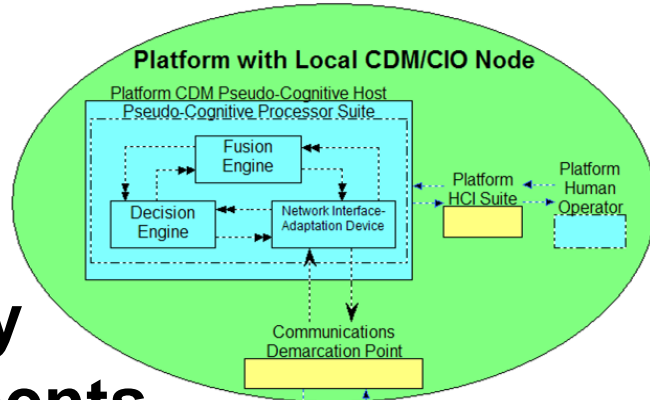 Platform with Local CDM/CIO Node
Platform CDM Pseudo-Cognitive Host
Pseudo-Cognitive Processor Suite
Fusion
Engine
Decision
Engine
Network Interface-
Adaptation Device
Platform
HCI Suite
Platform
Human
Operator
Communications
Demarcation Point